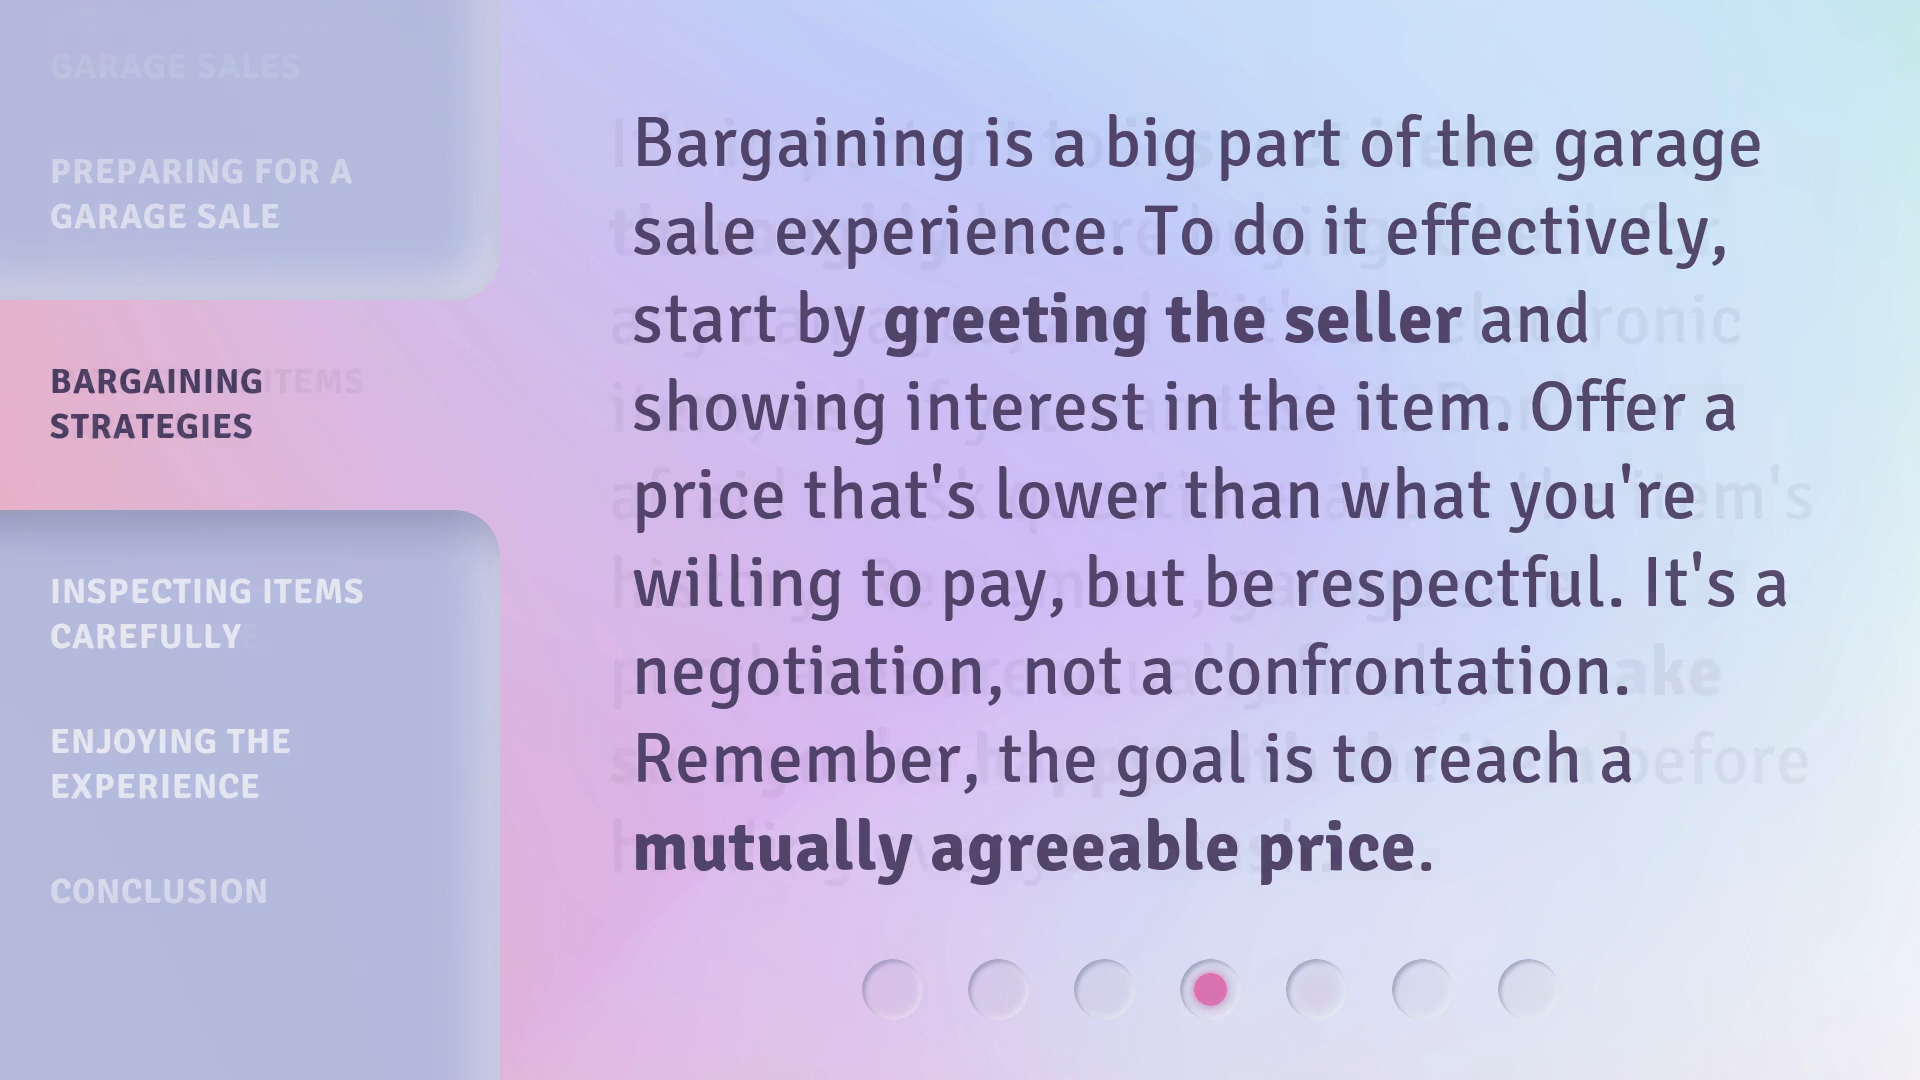 GARAGE SALES
PREPARING FOR A
GARAGE SALE
BARGAINING
STRATEGIES
INSPECTING ITEMS
CAREFULLY
ENJOYING THE
EXPERIENCE
CONCLUSION
Bargaining is a big part of the garage
sale experience. To do it effectively,
start by greeting the seller and
showing interest in the item. Offer a
price that's lower than what you're
willing to pay, but be respectful. It's a
negotiation, not a confrontation.
Remember, the goal is to reach a
mutually agreeable price.